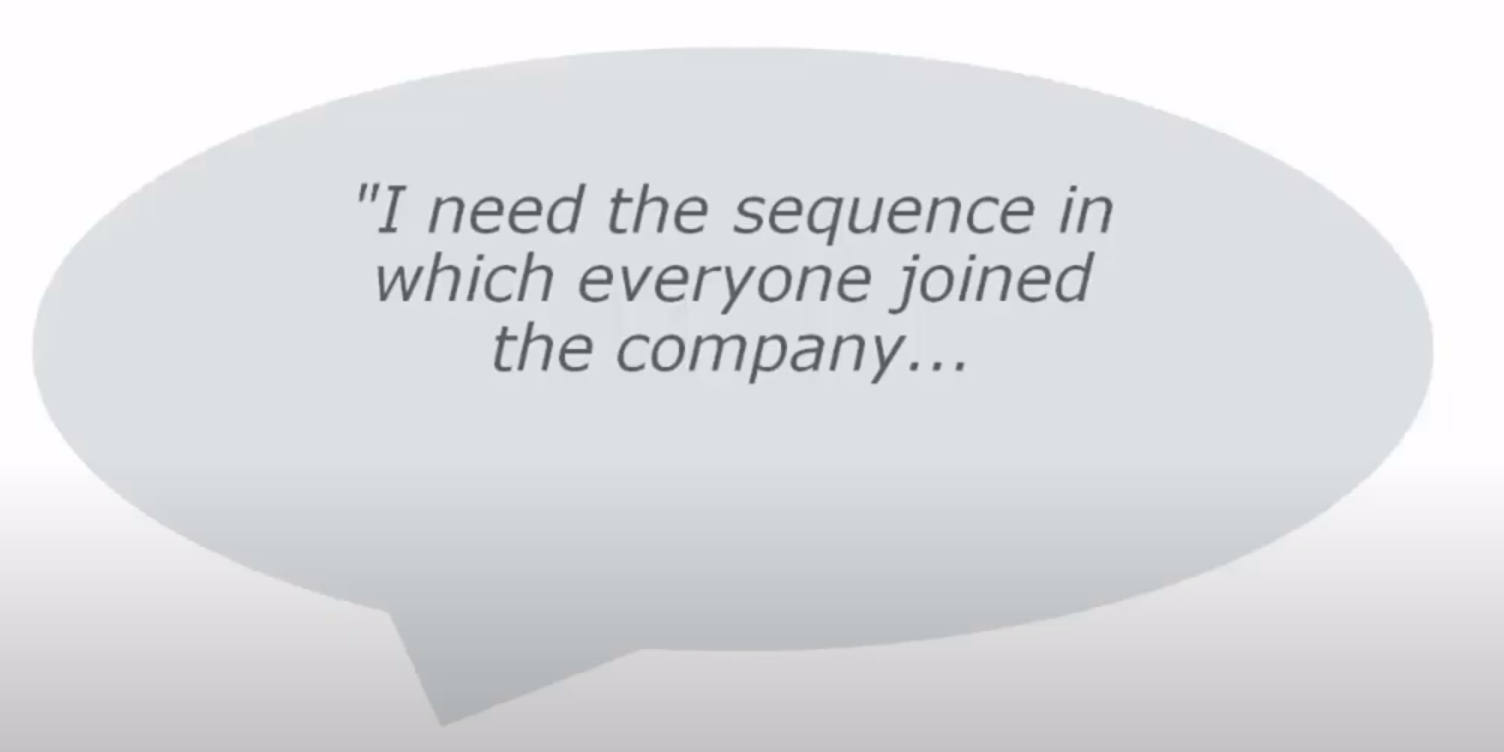 "I need the sequence in
which everyone joined
the company...